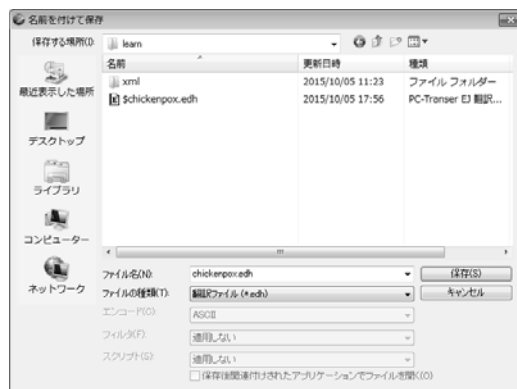 名前を付けて保存
保存する場所(I):
learn
名前
更新日時
種類
xml
2015/10/05 11:23
ファイル フォルダー
$chickenpox.edh
2015/10/05 17:56
PC-Transer EJ 翻訳...
最近表示した場所
デスクトップ
ライブラリ
コンピューター
ネットワーク
ファイル名(N):
chickenpox.edh
保存(S)
ファイルの種類(T):
翻訳ファイル (*.edh)
キャンセル
エンコード(C):
ASCII
フィルタ(F):
適用しない
スクリプト(S):
適用しない
保存後関連付けされたアプリケーションでファイルを開く(O)